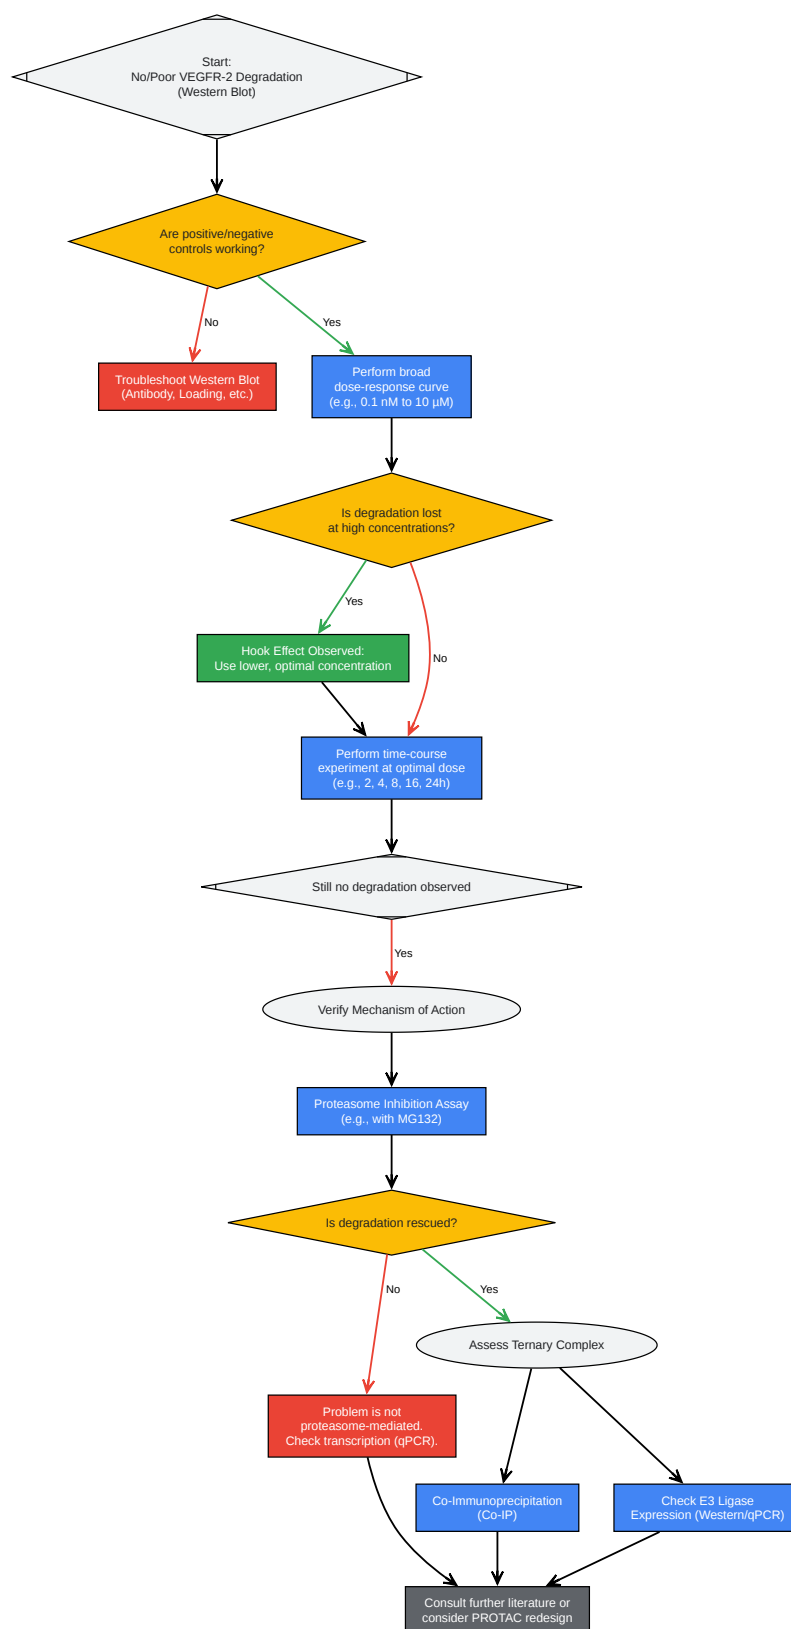 Start:
No/Poor VEGFR-2 Degradation
(Western Blot)
Are positive/negative
controls working?
No
Yes
Troubleshoot Western Blot
(Antibody, Loading, etc.)
Perform broad
dose-response curve
(e.g., 0.1 nM to 10 µM)
Is degradation lost
at high concentrations?
Yes
Hook Effect Observed:
Use lower, optimal concentration
No
Perform time-course
experiment at optimal dose
(e.g., 2, 4, 8, 16, 24h)
Still no degradation observed
Yes
Verify Mechanism of Action
Proteasome Inhibition Assay
(e.g., with MG132)
Is degradation rescued?
No
Yes
Assess Ternary Complex
Problem is not
proteasome-mediated.
Check transcription (qPCR).
Co-Immunoprecipitation
(Co-IP)
Check E3 Ligase
Expression (Western/qPCR)
Consult further literature or
consider PROTAC redesign